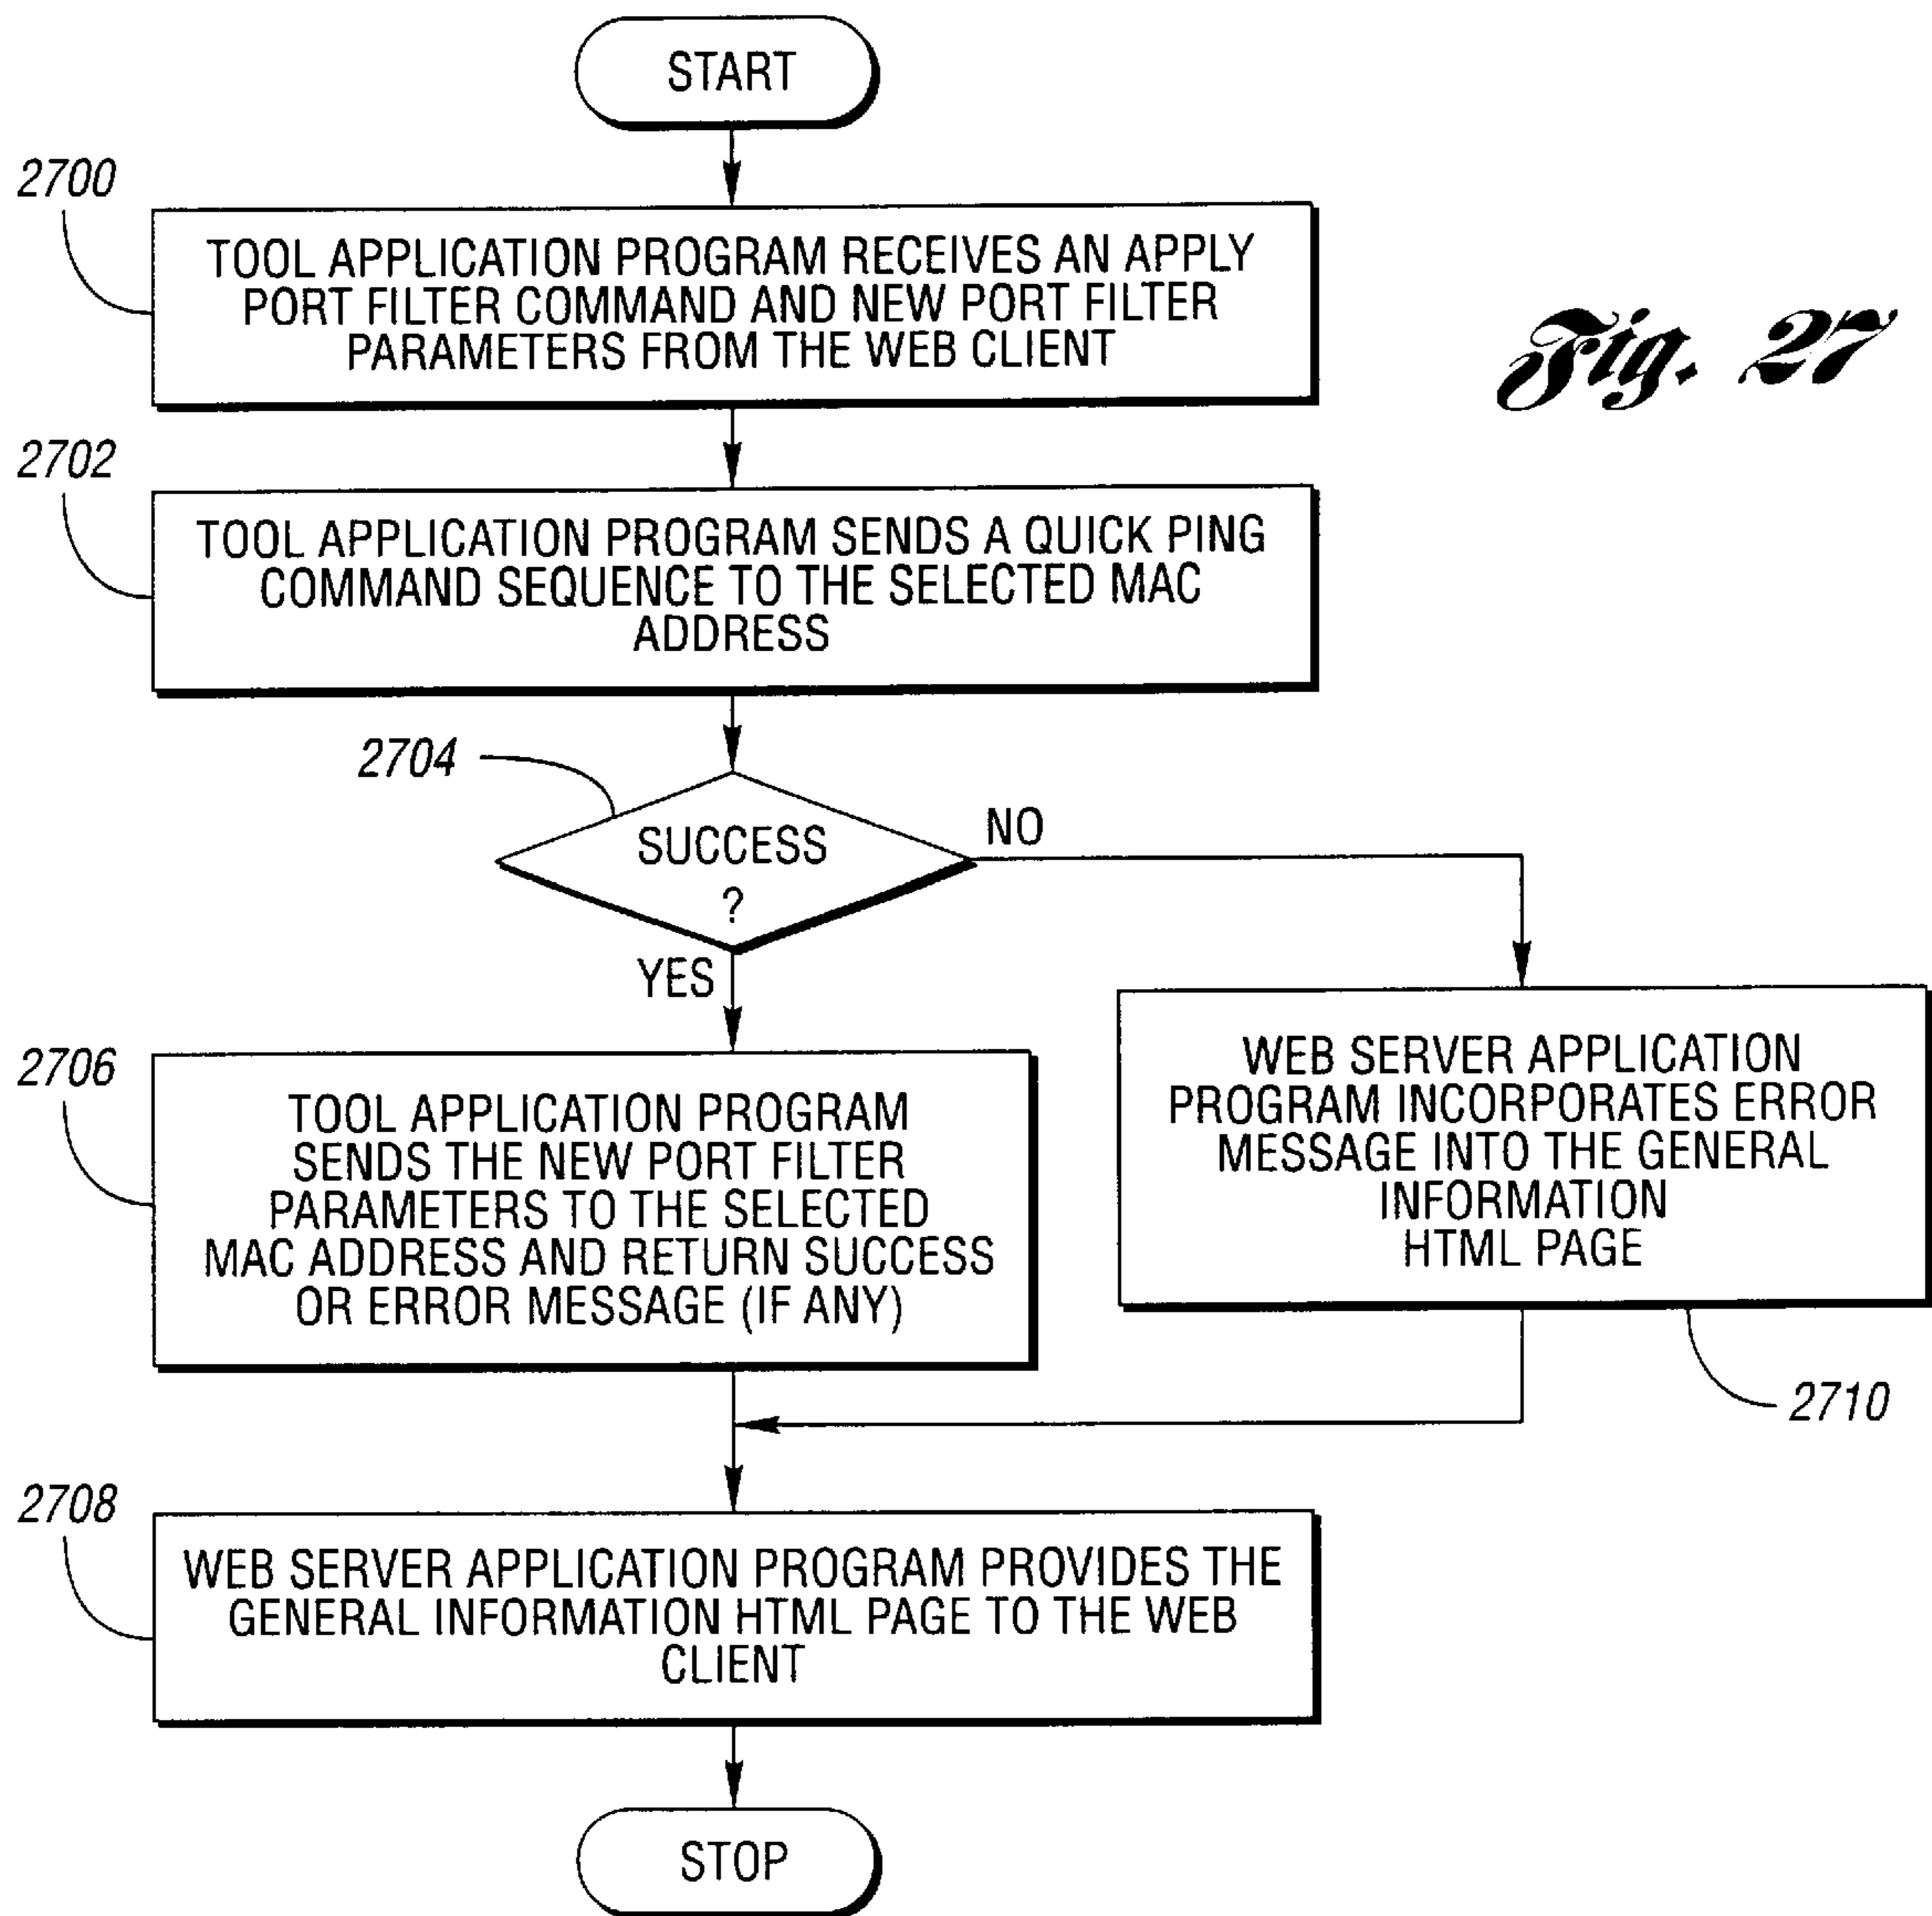 START
2700
TOOL APPLICATION PROGRAM RECEIVES AN APPLY
PORT FILTER COMMAND AND NEW PORT FILTER
PARAMETERS FROM THE WEB CLIENT
Fig. 27
2702
TOOL APPLICATION PROGRAM SENDS A QUICK PING
COMMAND SEQUENCE TO THE SELECTED MAC
ADDRESS
2704
SUCCESS
?
NO
YES
2706
TOOL APPLICATION PROGRAM
SENDS THE NEW PORT FILTER
PARAMETERS TO THE SELECTED
MAC ADDRESS AND RETURN SUCCESS
OR ERROR MESSAGE (IF ANY)
WEB SERVER APPLICATION
PROGRAM INCORPORATES ERROR
MESSAGE INTO THE GENERAL
INFORMATION
HTML PAGE
2710
2708
WEB SERVER APPLICATION PROGRAM PROVIDES THE
GENERAL INFORMATION HTML PAGE TO THE WEB
CLIENT
STOP